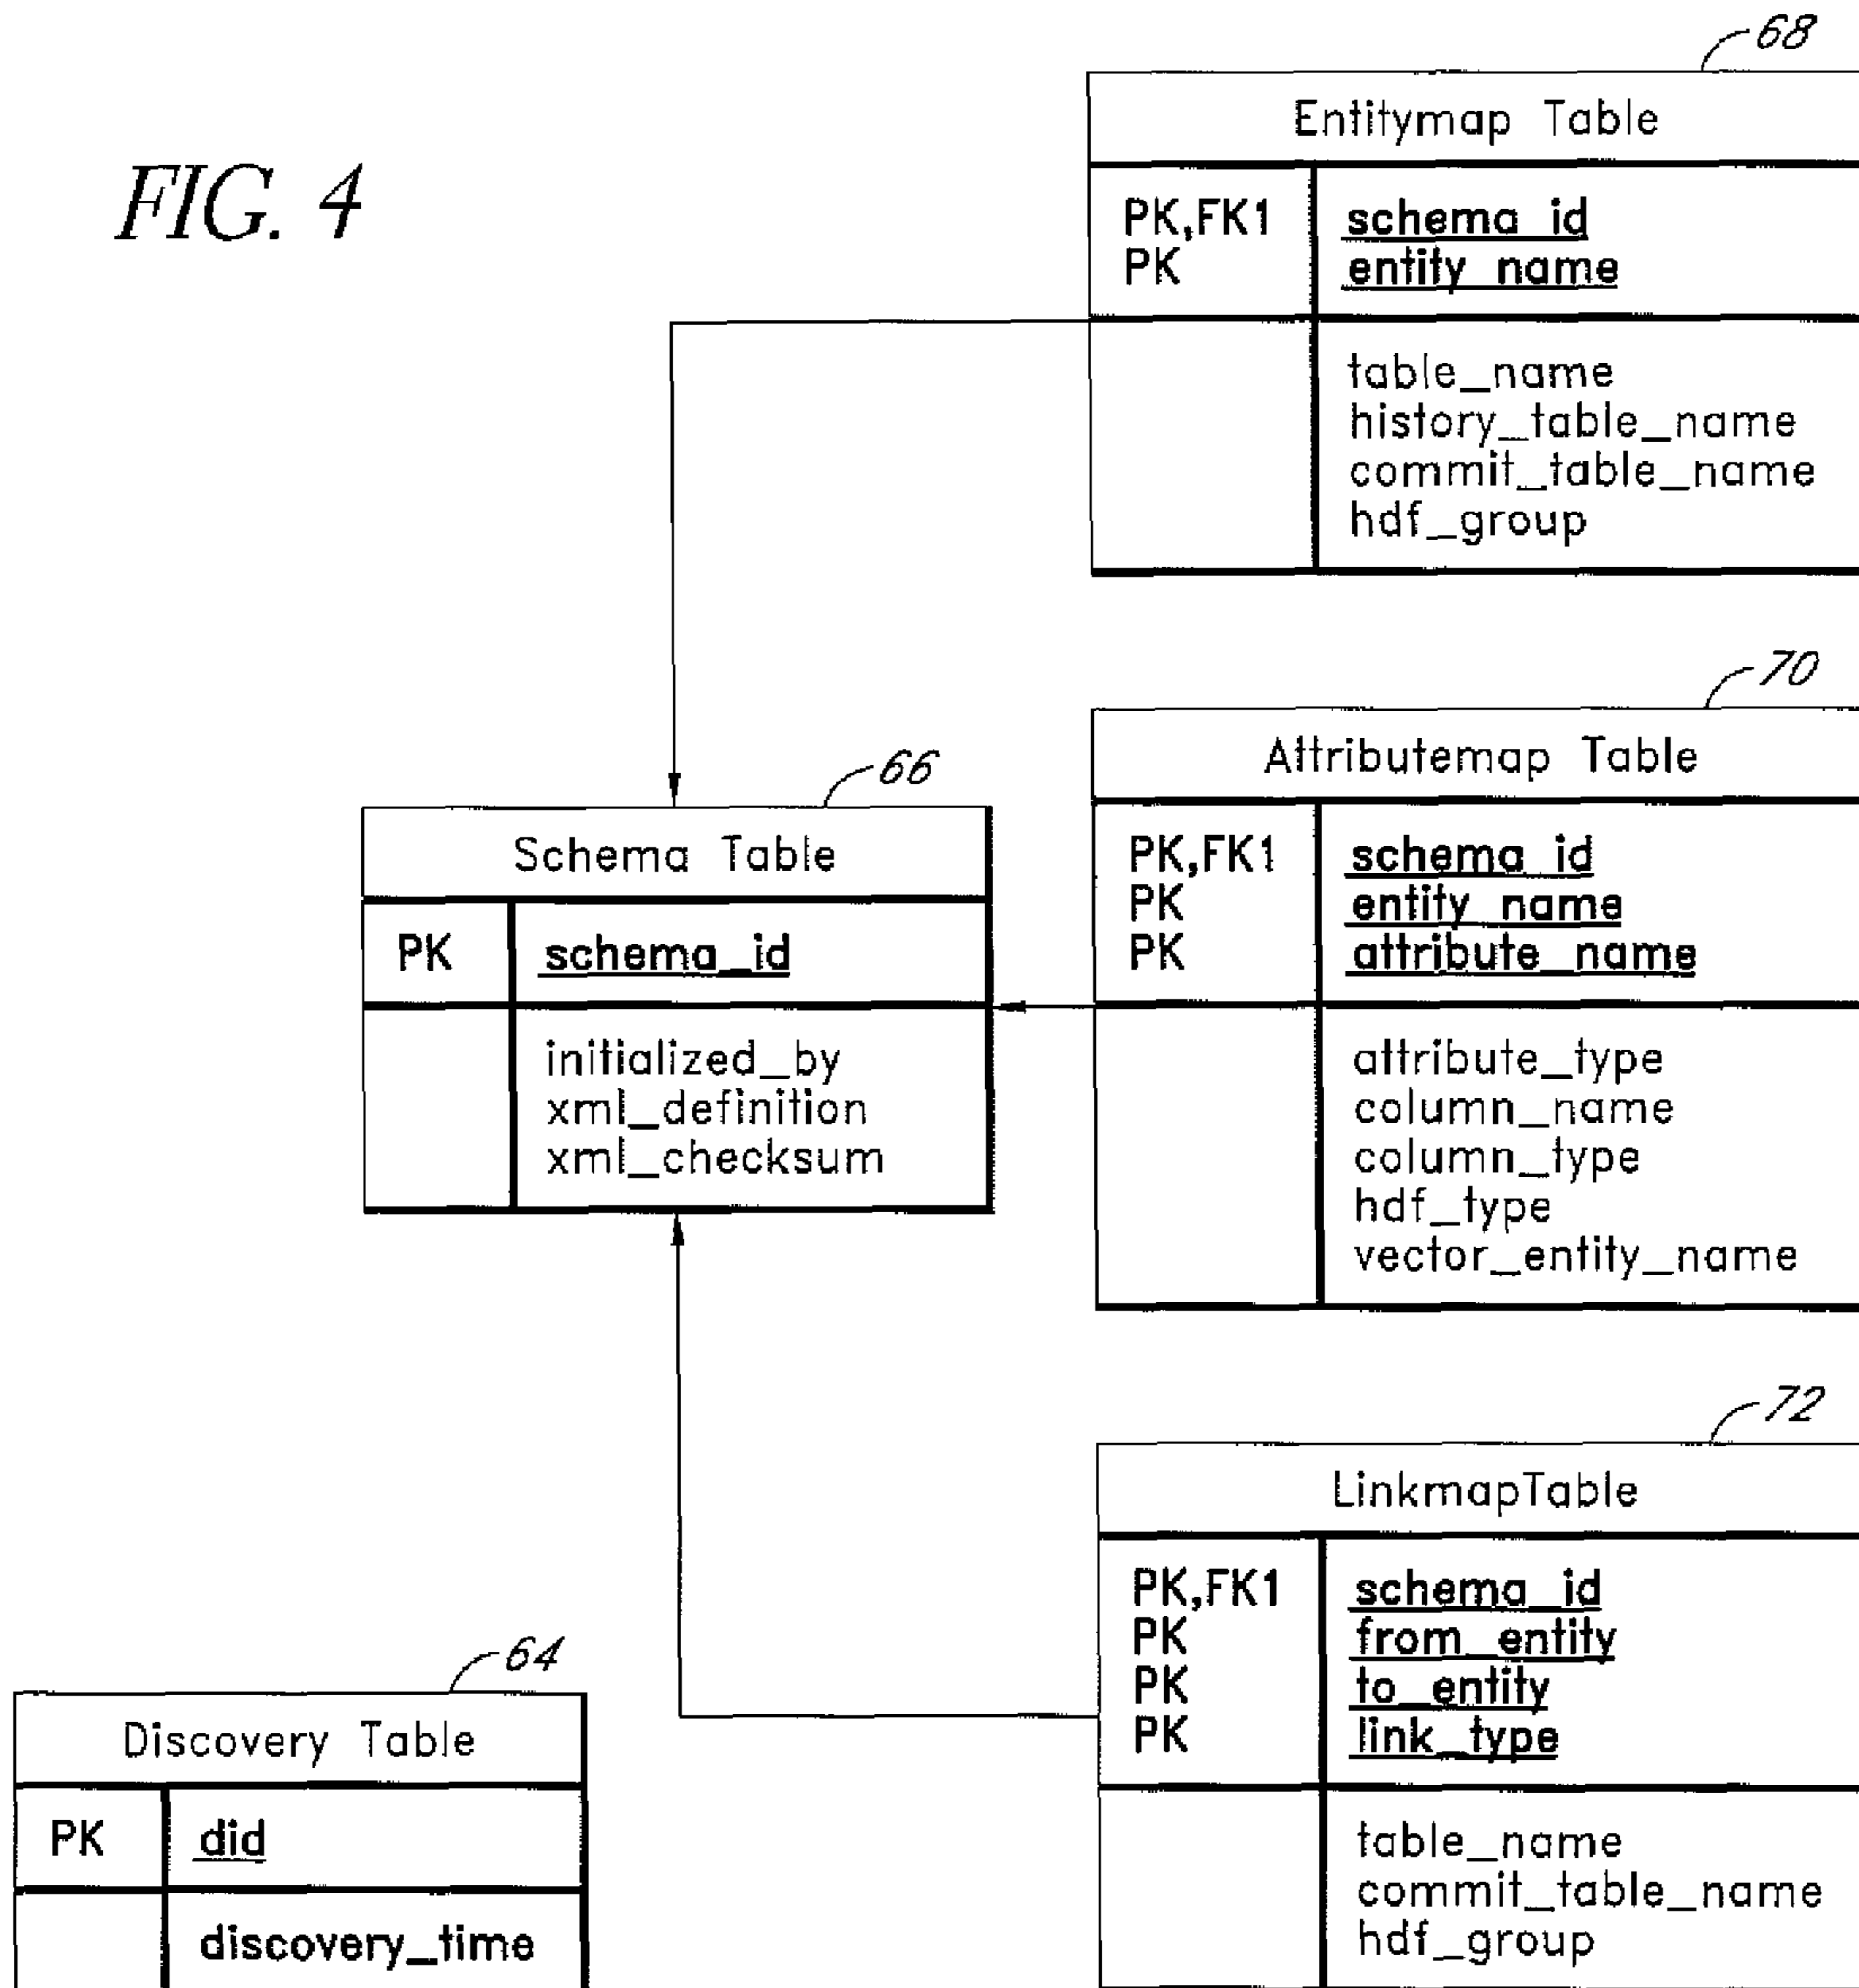 FIG. 4
68
Entitymap Table
PK,FK1 schema_id
PK entity_name
table_name
history_table_name
commit_table_name
hdf_group
70
Attributemap Table
PK,FK1 schema_id
PK entity_name
PK attribute_name
attribute_type
column_name
column_type
hdf_type
vector_entity_name
66
Schema Table
PK schema_id
initialized_by
xml_definition
xml_checksum
72
LinkmapTable
PK,FK1 schema_id
PK from_entity
PK to_entity
PK link_type
table_name
commit_table_name
hdf_group
64
Discovery Table
PK did
discovery_time